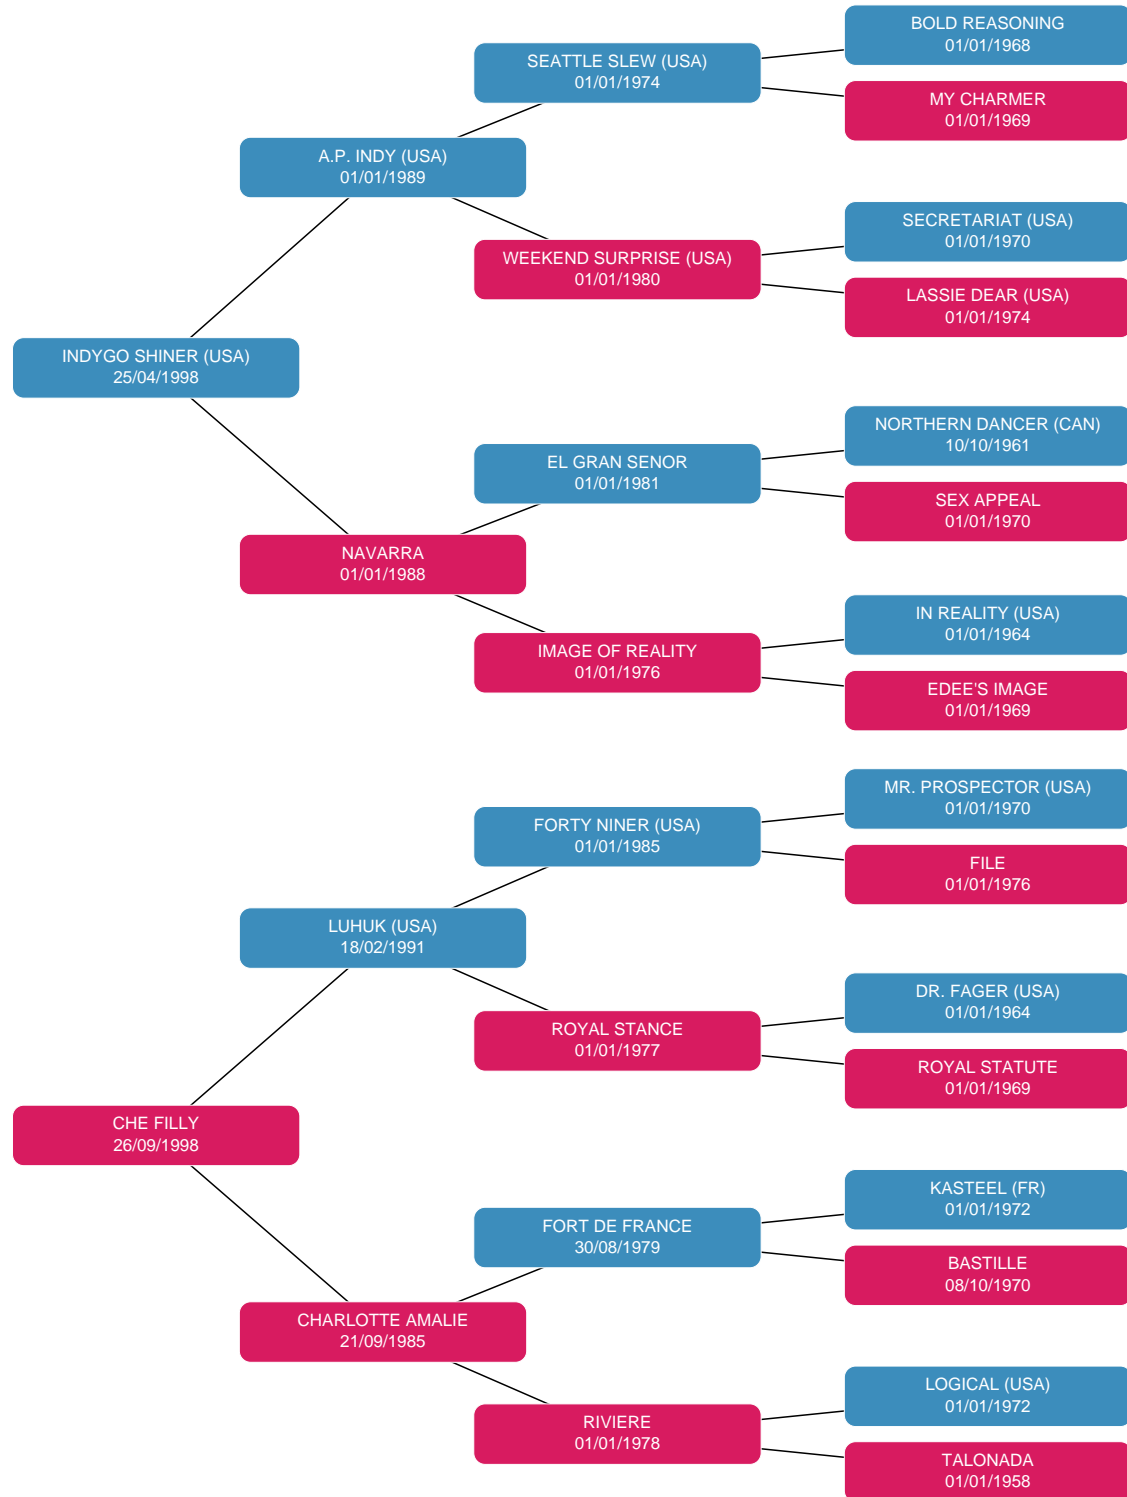 BOLD REASONING
01/01/1968
SEATTLE SLEW (USA)
01/01/1974
MY CHARMER
01/01/1969
A.P. INDY (USA)
01/01/1989
SECRETARIAT (USA)
01/01/1970
WEEKEND SURPRISE (USA)
01/01/1980
LASSIE DEAR (USA)
01/01/1974
INDYGO SHINER (USA)
25/04/1998
NORTHERN DANCER (CAN)
10/10/1961
EL GRAN SENOR
01/01/1981
SEX APPEAL
01/01/1970
NAVARRA
01/01/1988
IN REALITY (USA)
01/01/1964
IMAGE OF REALITY
01/01/1976
EDEE'S IMAGE
01/01/1969
MR. PROSPECTOR (USA)
01/01/1970
FORTY NINER (USA)
01/01/1985
FILE
01/01/1976
LUHUK (USA)
18/02/1991
DR. FAGER (USA)
01/01/1964
ROYAL STANCE
01/01/1977
ROYAL STATUTE
01/01/1969
CHE FILLY
26/09/1998
KASTEEL (FR)
01/01/1972
FORT DE FRANCE
30/08/1979
BASTILLE
08/10/1970
CHARLOTTE AMALIE
21/09/1985
LOGICAL (USA)
01/01/1972
RIVIERE
01/01/1978
TALONADA
01/01/1958